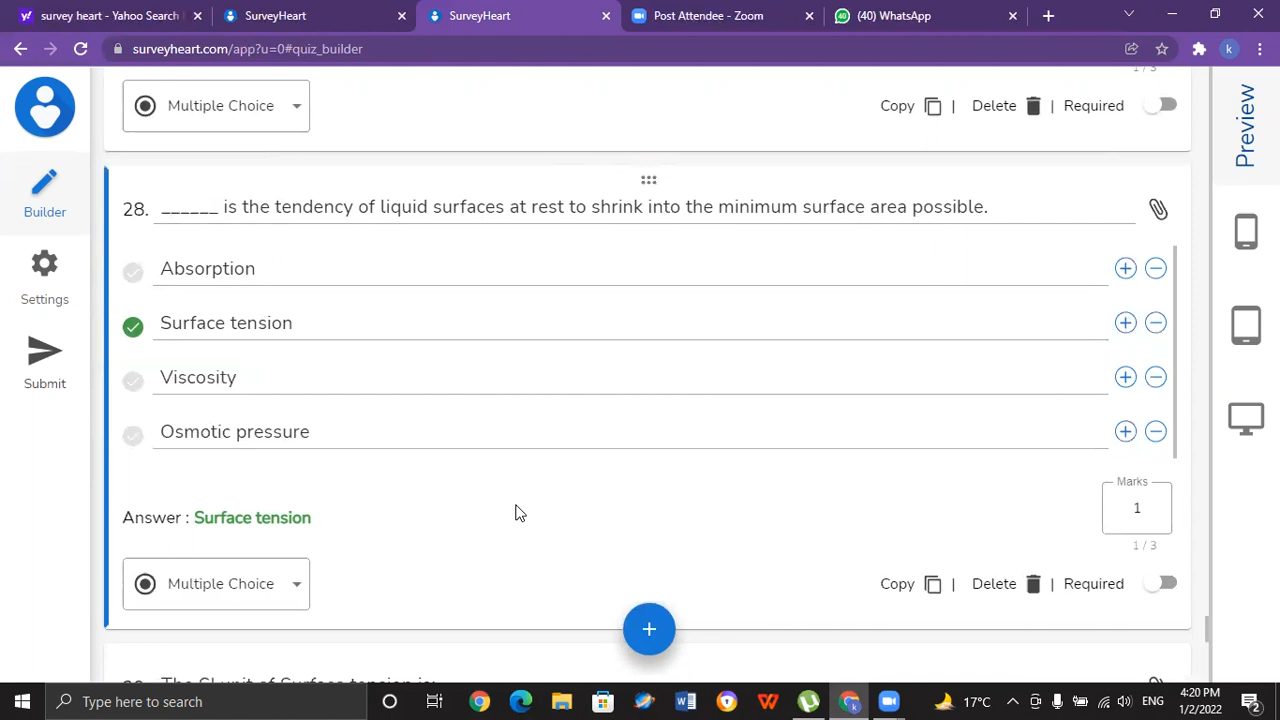 survey heart - Yahoo Search
SurveyHeart
SurveyHeart
Post Attendee - Zoom
(40) WhatsApp
surveyheart.com/app?u=0#quiz_builder
k
1 / 3
Multiple Choice
Copy | Delete | Required
Preview
Builder
Settings
Submit
28. ______ is the tendency of liquid surfaces at rest to shrink into the minimum surface area possible.
Absorption
Surface tension
Viscosity
Osmotic pressure
Marks
1
1 / 3
Answer : Surface tension
Multiple Choice
Copy | Delete | Required
Type here to search
17°C
ENG
4:20 PM
1/2/2022
2